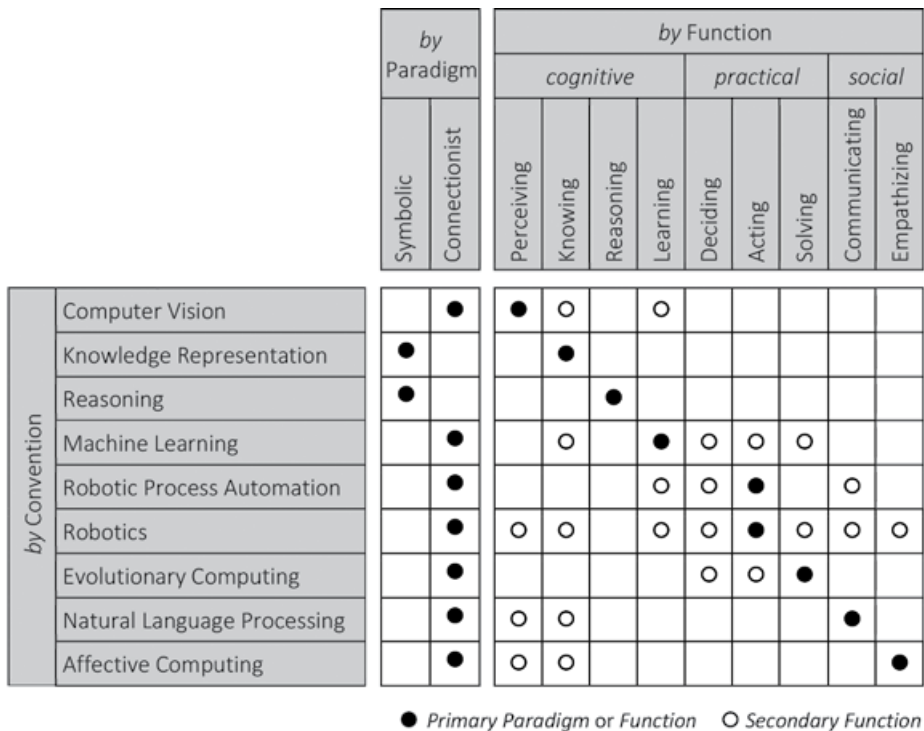 by
Paradigm
by Function
cognitive
practical
social
Symbolic
Connectionist
Perceiving
Knowing
Reasoning
Learning
Deciding
Acting
Solving
Communicating
Empathizing
by Convention
Computer Vision
Knowledge Representation
Reasoning
Machine Learning
Robotic Process Automation
Robotics
Evolutionary Computing
Natural Language Processing
Affective Computing
Primary Paradigm or Function
Secondary Function